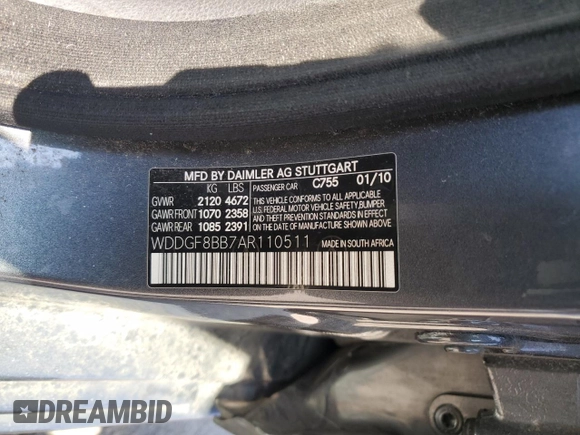 MFD BY DAIMLER AG STUTTGART
KG LBS PASSENGER CAR C755 01/10
GVWR 2120 4672 THIS VEHICLE CONFORMS TO ALL APPLICABLE
GAWR FRONT 1070 2358 U.S. FEDERAL MOTOR VEHICLE SAFETY, BUMPER
GAWR REAR 1085 2391 AND THEFT PREVENTION STANDARDS IN EFFECT ON THE DATE OF MANUFACTURE SHOWN ABOVE.
WDDGF8BB7AR110511 MADE IN SOUTH AFRICA
DREAMBID